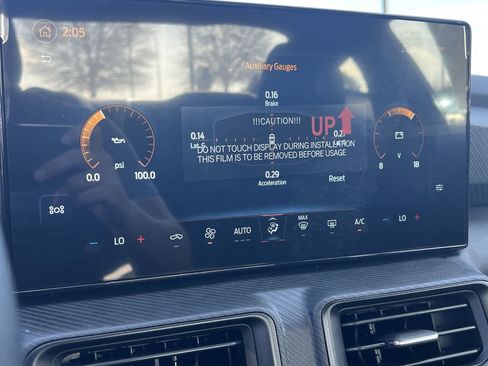 2:05
Auxiliary Gauges
0.16
Brake
!!!CAUTION!!!
UP
0.14
Lat.G
DO NOT TOUCH DISPLAY DURING INSTALLATION
THIS FILM IS TO BE REMOVED BEFORE USAGE
psi
0.0 100.0
0.29
Acceleration
Reset
V
8 18
LO
AUTO
MAX
A/C
LO